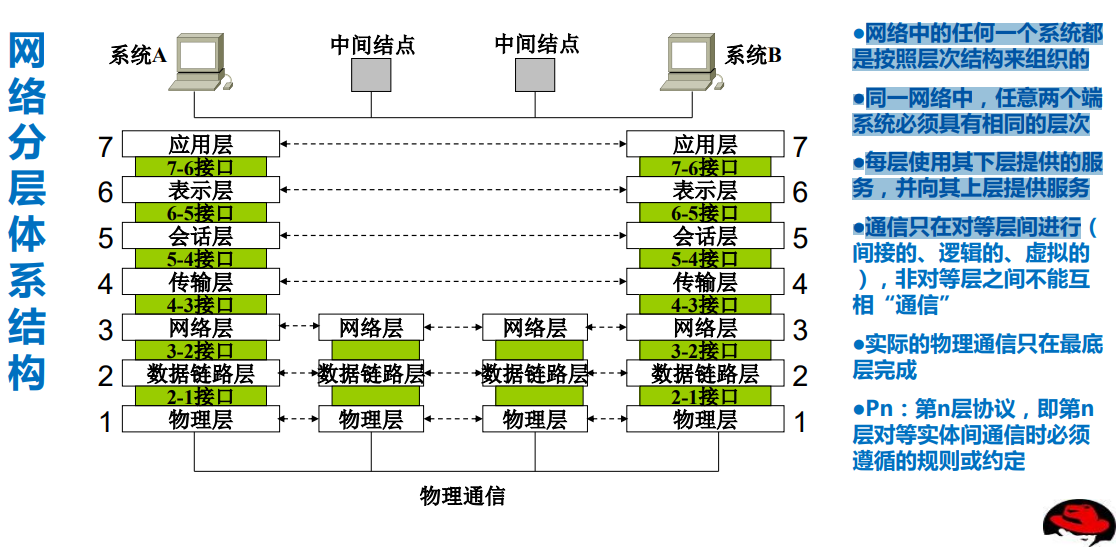 网络分层体系结构
系统A
中间结点
中间结点
系统B
7 应用层 应用层 7
7-6接口 7-6接口
6 表示层 表示层 6
6-5接口 6-5接口
5 会话层 会话层 5
5-4接口 5-4接口
4 传输层 传输层 4
4-3接口 4-3接口
3 网络层 网络层 网络层 网络层 3
3-2接口 3-2接口
2 数据链路层 数据链路层 数据链路层 数据链路层 2
2-1接口 2-1接口
1 物理层 物理层 物理层 物理层 1
物理通信
●网络中的任何一个系统都
是按照层次结构来组织的
●同一网络中，任意两个端
系统必须具有相同的层次
●每层使用其下层提供的服
务，并向其上层提供服务
●通信只在对等层间进行（
间接的、逻辑的、虚拟的
），非对等层之间不能互
相“通信”
●实际的物理通信只在最底
层完成
●Pn：第n层协议，即第n
层对等实体间通信时必须
遵循的规则或约定